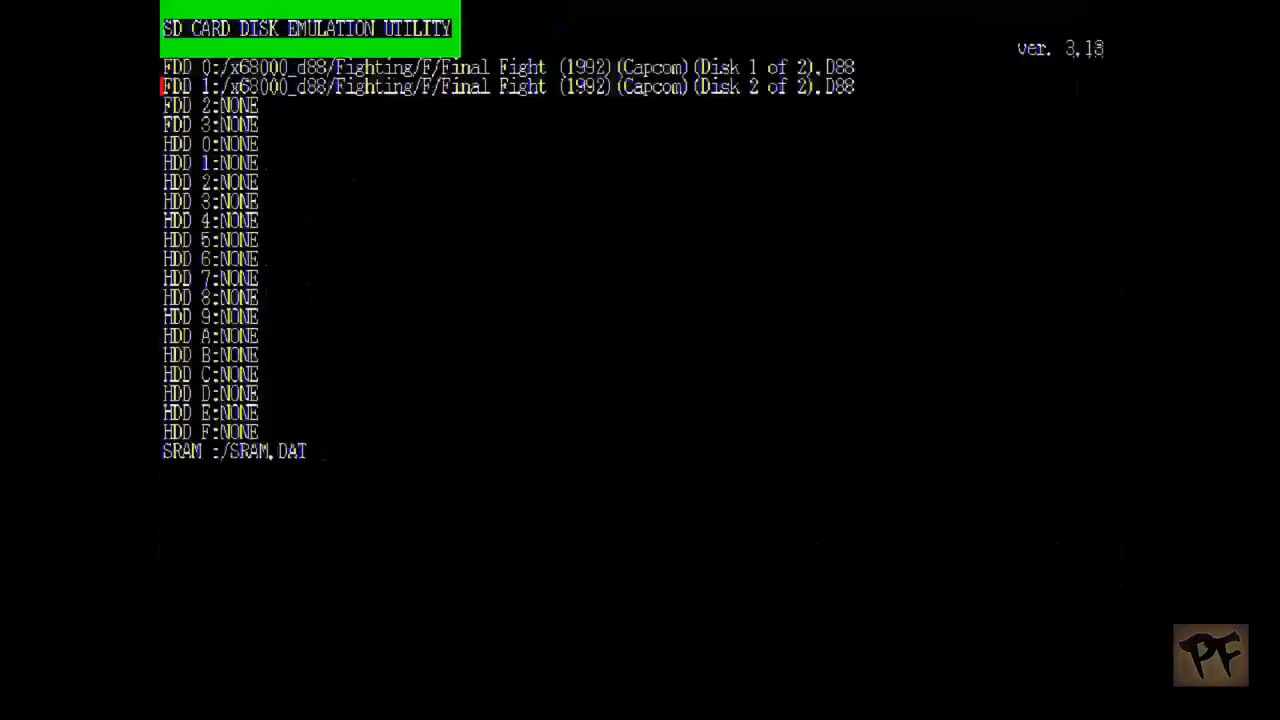 SD CARD DISK EMULATION UTILITY
ver. 3.18
FDD 0:/x68000_d88/Fighting/F/Final Fight (1992)(Capcom)(Disk 1 of 2).D88
FDD 1:/x68000_d88/Fighting/F/Final Fight (1992)(Capcom)(Disk 2 of 2).D88
FDD 2:NONE
FDD 3:NONE
HDD 0:NONE
HDD 1:NONE
HDD 2:NONE
HDD 3:NONE
HDD 4:NONE
HDD 5:NONE
HDD 6:NONE
HDD 7:NONE
HDD 8:NONE
HDD 9:NONE
HDD A:NONE
HDD B:NONE
HDD C:NONE
HDD D:NONE
HDD E:NONE
HDD F:NONE
SRAM :/SRAM.DAT
PF